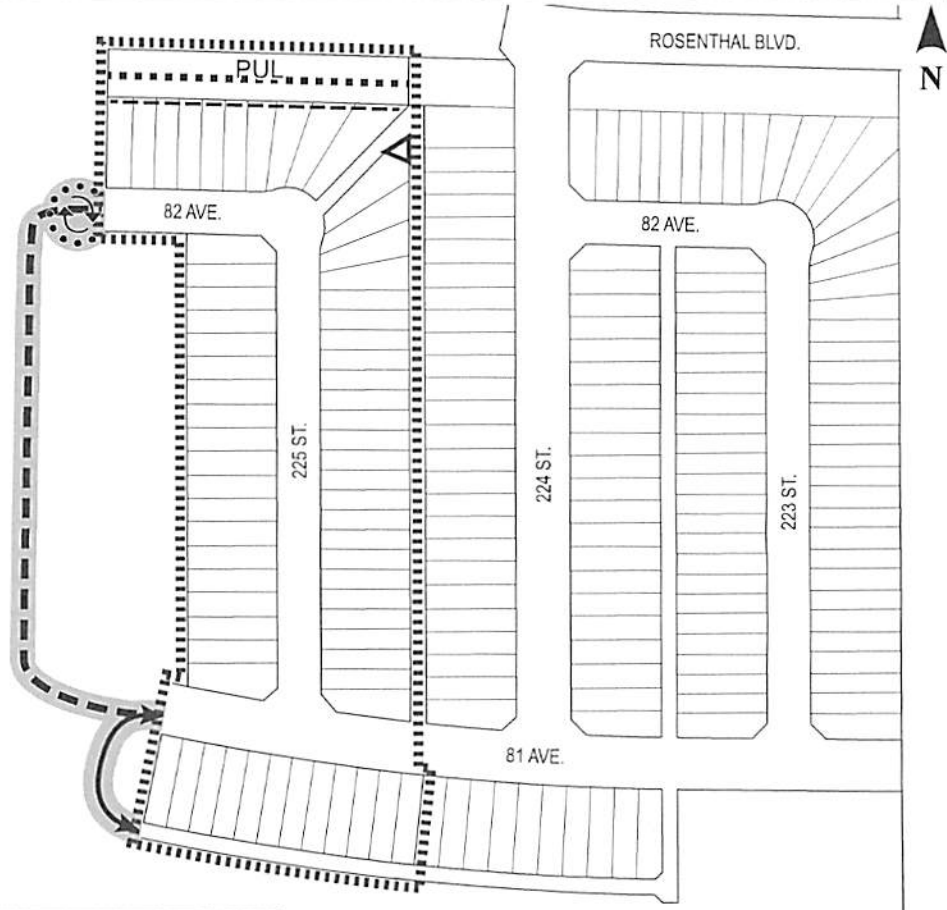 ROSENTHAL BLVD.
N
PUL
82 AVE.
82 AVE.
225 ST.
224 ST.
223 ST.
81 AVE.